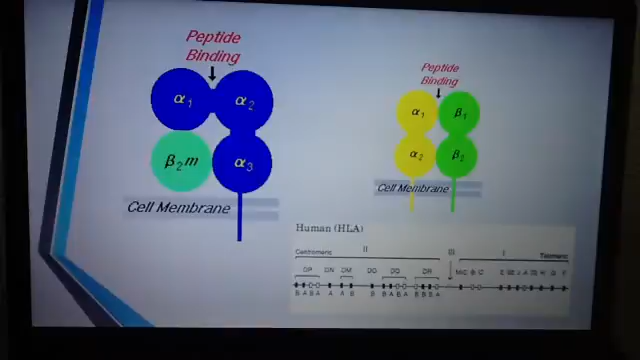 Peptide
Binding
α1
α2
β2m
α3
Cell Membrane
Peptide
Binding
α1
β1
α2
β2
Cell Membrane
Human (HLA)
Centromeric
II
III
I
Telomeric
DP
DN
DM
DO
DQ
DR
B A B A
A
A B
B
B A B A
B B B A